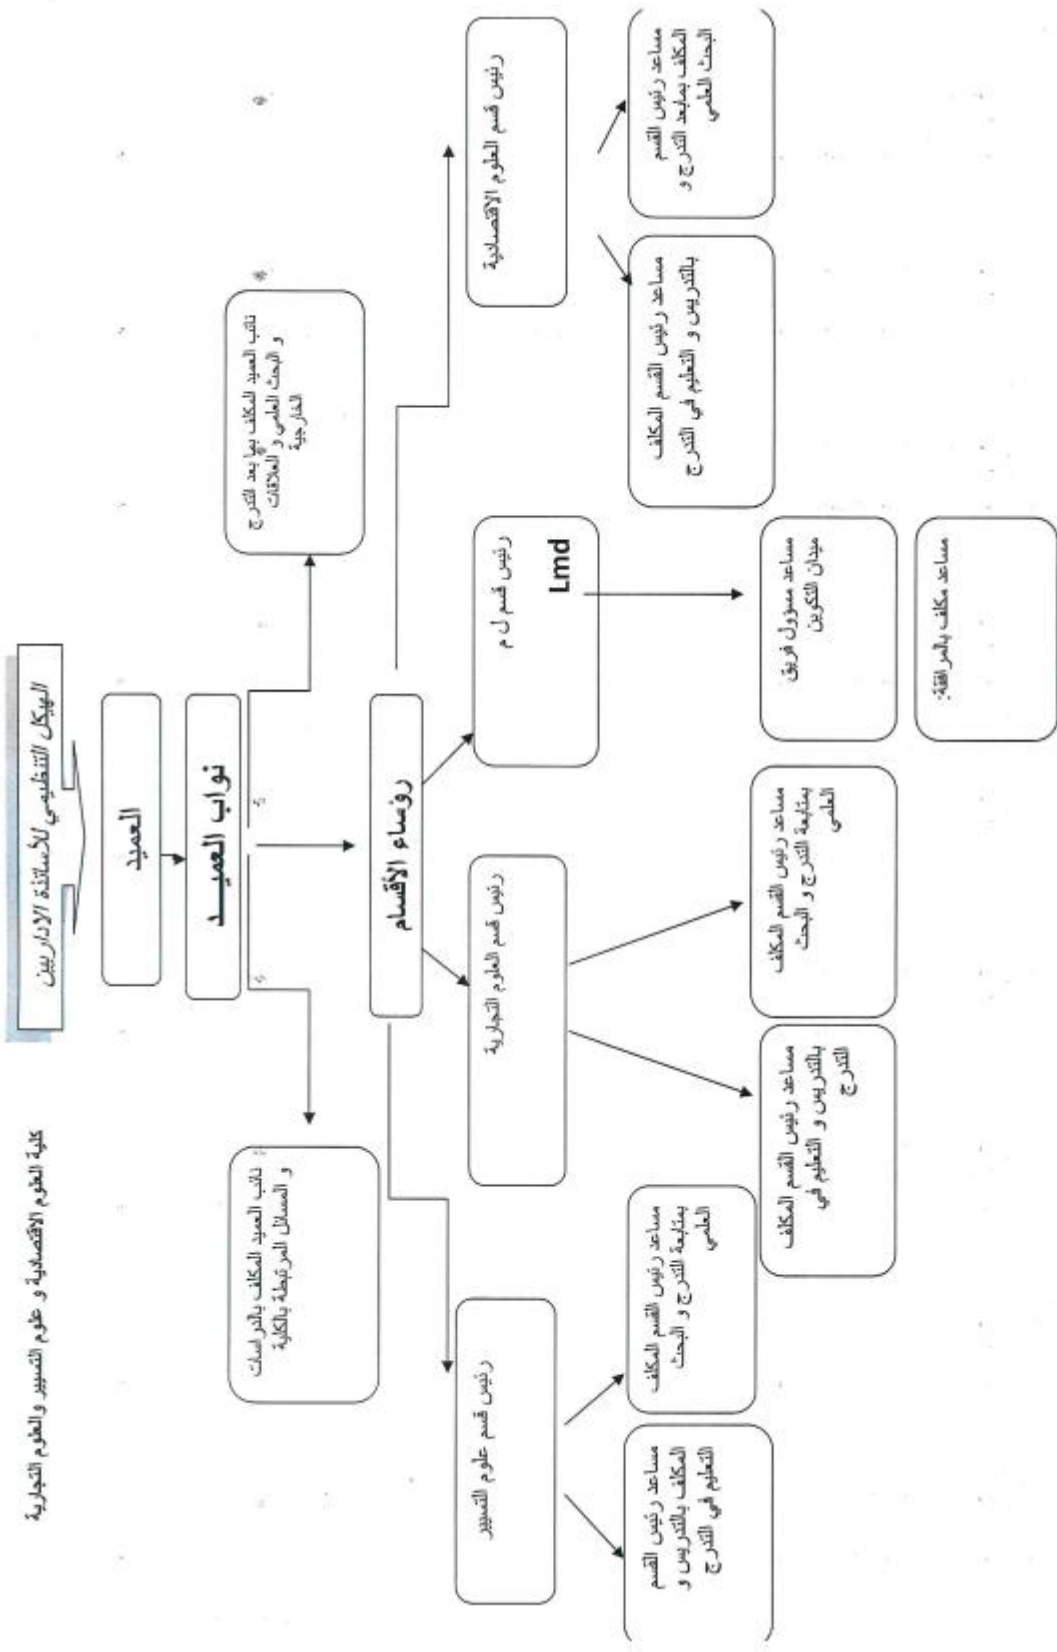 كلية العلوم الاقتصادية و علوم التسيير والعلوم التجارية
الهيكل التنظيمي للأساتذة الاداريين
العميد
نواب العميــد
نائب العميد المكلف بما بعد التدرج
و البحث العلمي و العلاقات
الخارجية
نائب العميد المكلف بالدراسات
و المسائل المرتبطة بالكلية
رؤساء الأقسام
رئيس قسم العلوم الاقتصادية
رئيس قسم ل م
Lmd
رئيس قسم العلوم التجارية
رئيس قسم علوم التسيير
مساعد رئيس القسم
المكلف بمابعد التدرج و
البحث العلمي
مساعد رئيس القسم المكلف
بالتدريس و التعليم في التدرج
مساعد مسؤول فريق
ميدان التكوين
مساعد مكلف بالمرافقة:
مساعد رئيس القسم المكلف
بمتابعة التدرج و البحث
العلمي
مساعد رئيس القسم المكلف
بالتدريس و التعليم في
التدرج
مساعد رئيس القسم المكلف
بمتابعة التدرج و البحث
العلمي
مساعد رئيس القسم
المكلف بالتدريس و
التعليم في التدرج